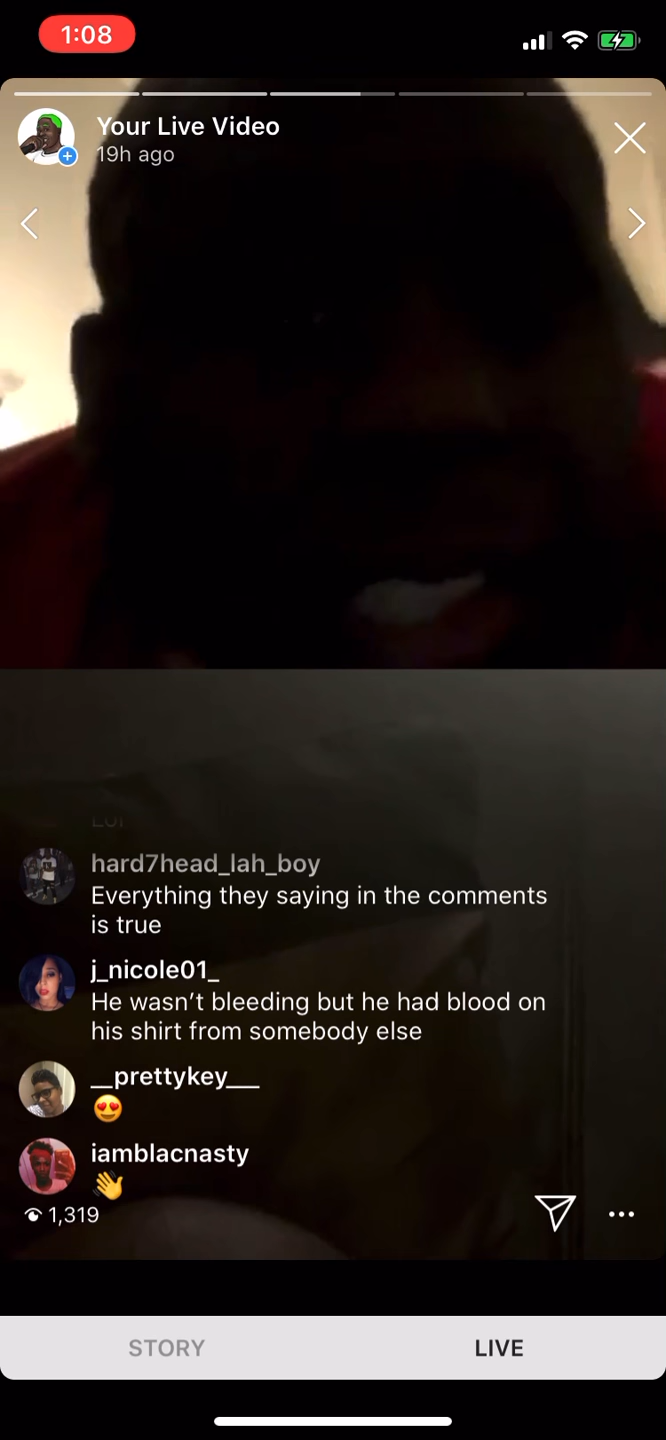 1:08
Your Live Video
19h ago
hard7head_lah_boy
Everything they saying in the comments
is true
j_nicole01_
He wasn’t bleeding but he had blood on
his shirt from somebody else
__prettykey___
😍
iamblacnasty
👋
1,319
STORY
LIVE